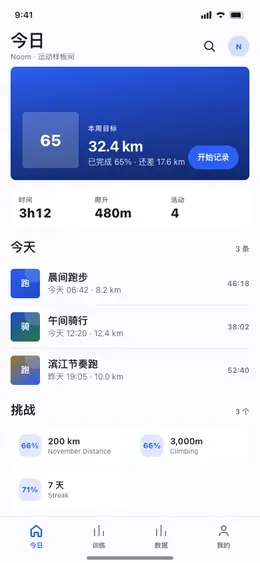 9:41
今日
Noom · 运动样板间
N
65
本周目标
32.4 km
已完成 65% · 还差 17.6 km
开始记录
时间
爬升
活动
3h12
480m
4
今天
3 条
跑
晨间跑步
今天 06:42 · 8.2 km
46:18
骑
午间骑行
今天 12:20 · 12.4 km
38:02
跑
滨江节奏跑
昨天 19:05 · 10.0 km
52:40
挑战
3 个
66%
200 km
November Distance
66%
3,000m
Climbing
71%
7 天
Streak
今日
训练
数据
我的